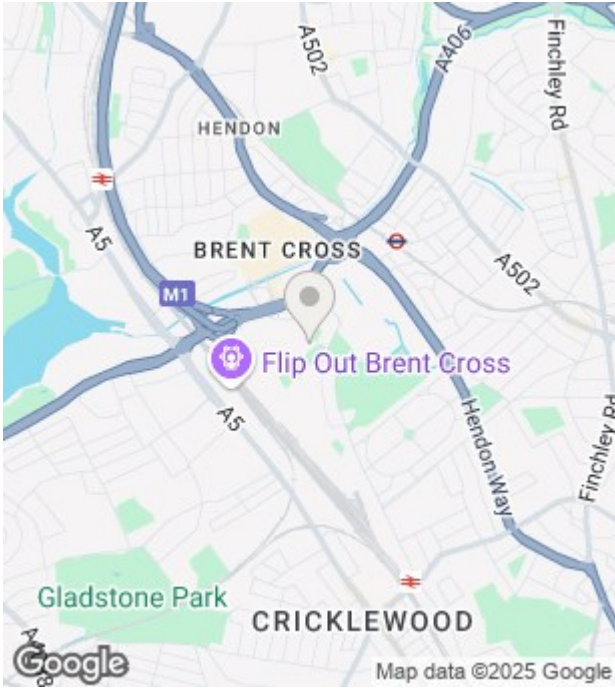 A502
A406
Finchley Rd
HENDON
A5
BRENT CROSS
A502
M1
Flip Out Brent Cross
A5
Hendon Way
Finchley Rd
Gladstone Park
CRICKLEWOOD
Google
Map data ©2025 Google